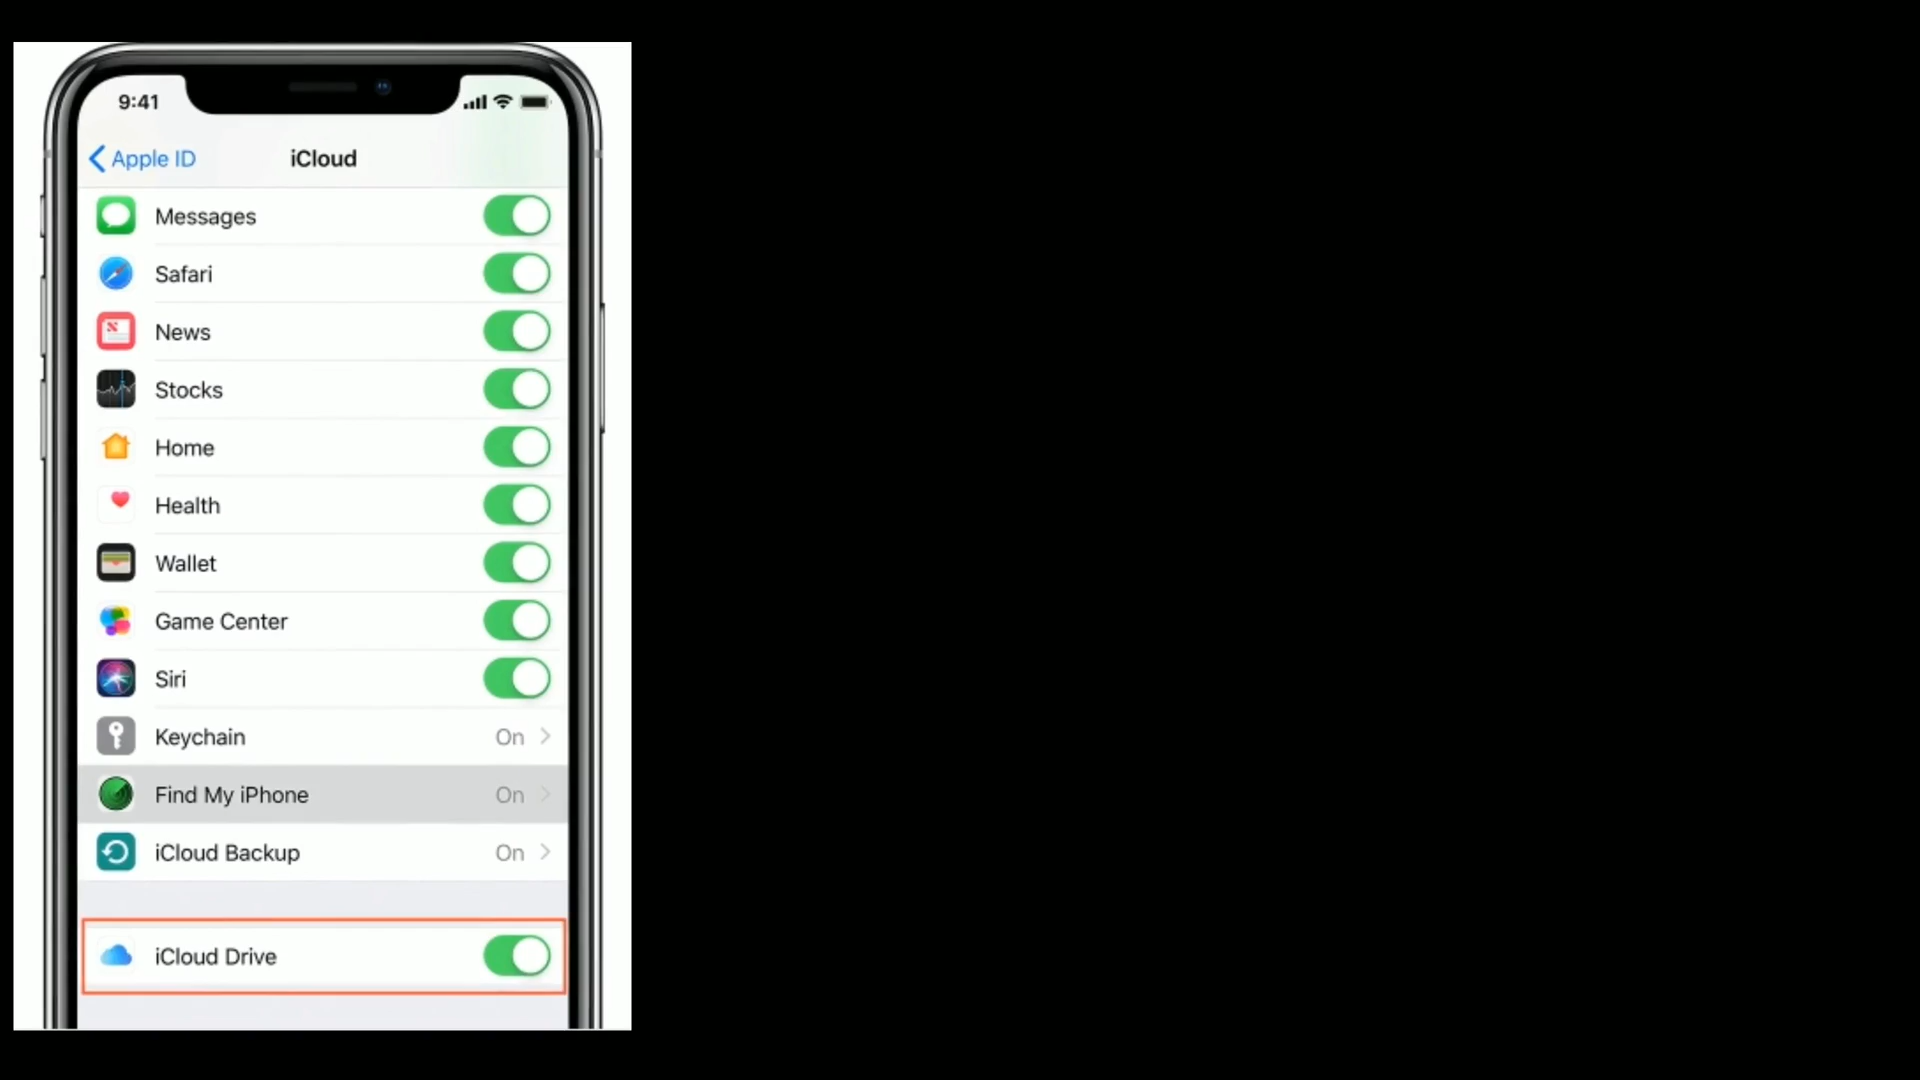 9:41
Apple ID
iCloud
Messages
Safari
News
Stocks
Home
Health
Wallet
Game Center
Siri
Keychain On
Find My iPhone On
iCloud Backup On
iCloud Drive